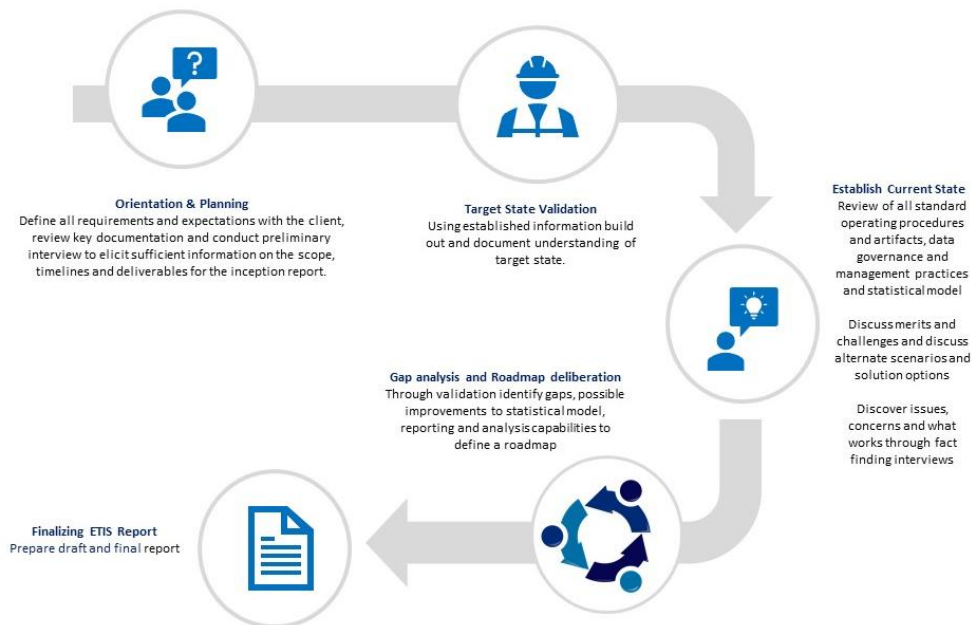 ?
Orientation & Planning
Define all requirements and expectations with the client,
review key documentation and conduct preliminary
interview to elicit sufficient information on the scope,
timelines and deliverables for the inception report.
Target State Validation
Using established information build
out and document understanding of
target state.
Establish Current State
Review of all standard
operating procedures
and artifacts, data
governance and
management practices
and statistical model
Discuss merits and
challenges and discuss
alternate scenarios and
solution options
Discover issues,
concerns and what
works through fact
finding interviews
Gap analysis and Roadmap deliberation
Through validation identify gaps, possible
improvements to statistical model,
reporting and analysis capabilities to
define a roadmap
Finalizing ETIS Report
Prepare draft and final report